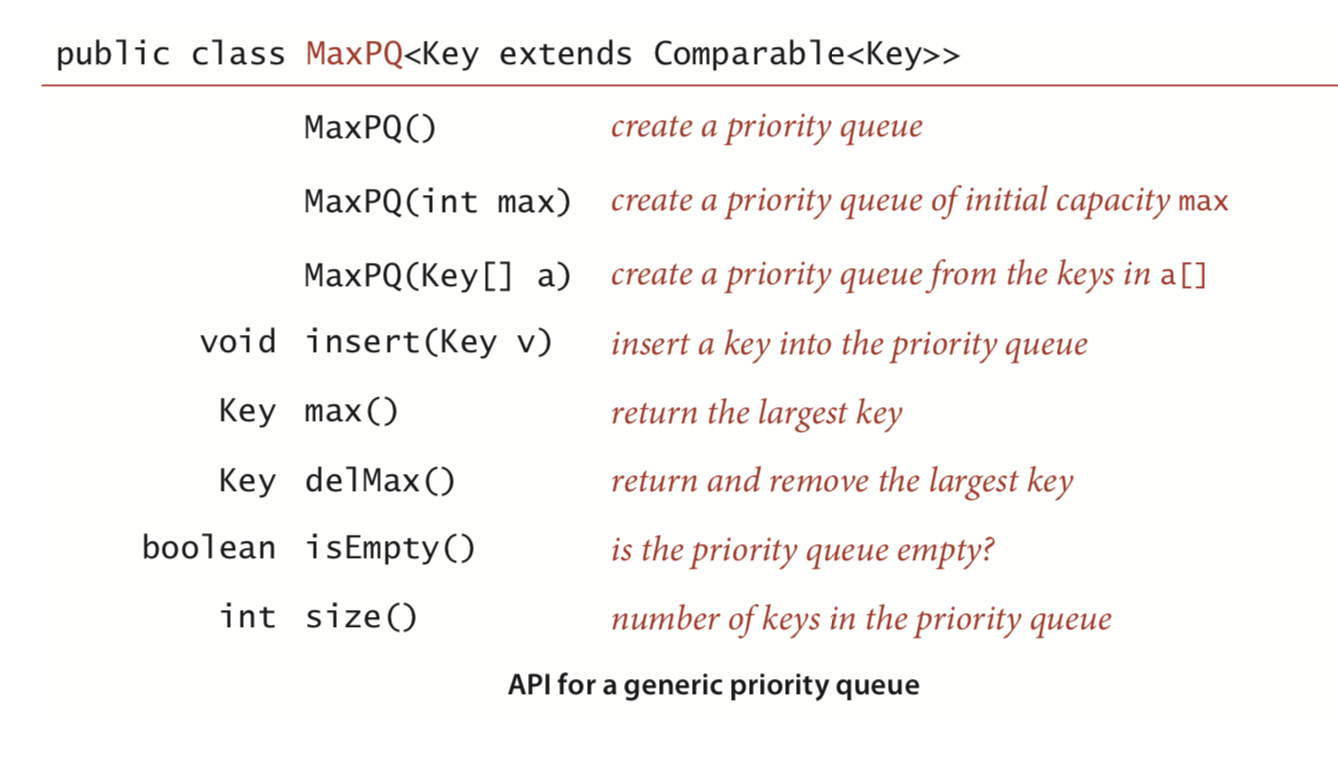 public class MaxPQ<Key extends Comparable<Key>>
MaxPQ() create a priority queue
MaxPQ(int max) create a priority queue of initial capacity max
MaxPQ(Key[] a) create a priority queue from the keys in a[]
void insert(Key v) insert a key into the priority queue
Key max() return the largest key
Key delMax() return and remove the largest key
boolean isEmpty() is the priority queue empty?
int size() number of keys in the priority queue
API for a generic priority queue